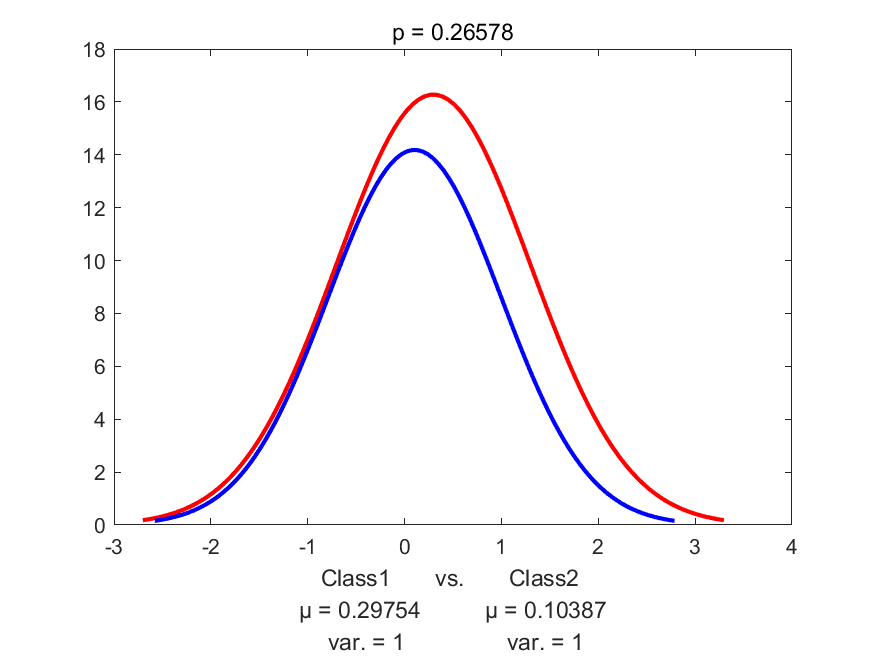 p = 0.26578
18
16
14
12
10
8
6
4
2
0
-3 -2 -1 0 1 2 3 4
Class1 vs. Class2
μ = 0.29754 μ = 0.10387
var. = 1 var. = 1